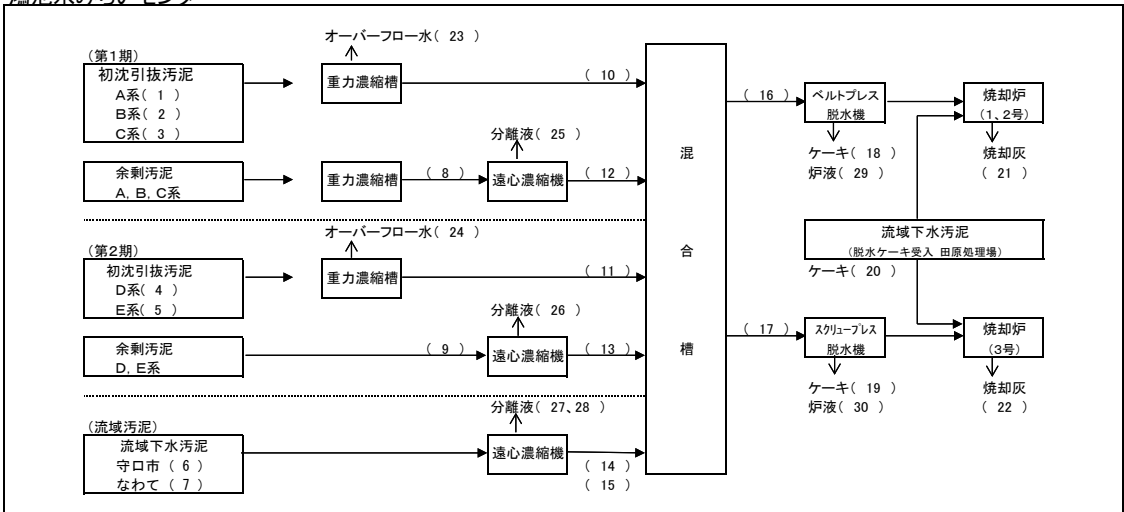 (第1期)
初沈引抜汚泥
A系( 1 )
B系( 2 )
C系( 3 )
重力濃縮槽
オーバーフロー水( 23 )
( 10 )
余剰汚泥
A, B, C系
重力濃縮槽
( 8 )
遠心濃縮機
分離液( 25 )
( 12 )
(第2期)
初沈引抜汚泥
D系( 4 )
E系( 5 )
重力濃縮槽
オーバーフロー水( 24 )
( 11 )
余剰汚泥
D, E系
( 9 )
遠心濃縮機
分離液( 26 )
( 13 )
(流域汚泥)
流域下水汚泥
守口市 ( 6 )
なわて ( 7 )
遠心濃縮機
分離液( 27、28 )
( 14 )
( 15 )
混
合
槽
( 16 )
ベルトプレス
脱水機
ケーキ( 18 )
炉液( 29 )
焼却炉
(1、2号)
焼却灰
( 21 )
流域下水汚泥
(脱水ケーキ受入 田原処理場)
ケーキ( 20 )
( 17 )
スクリュープレス
脱水機
ケーキ( 19 )
炉液( 30 )
焼却炉
(3号)
焼却灰
( 22 )